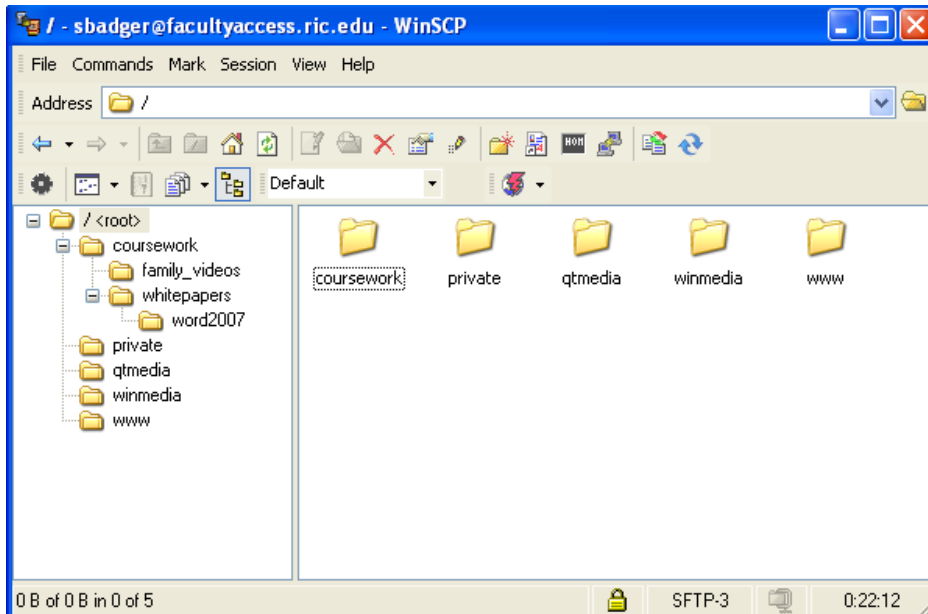 / - sbadger@facultyaccess.ric.edu - WinSCP
File Commands Mark Session View Help
Address /
Default
/ <root>
coursework
family_videos
whitepapers
word2007
private
qtmedia
winmedia
www
coursework private qtmedia winmedia www
0 B of 0 B in 0 of 5 SFTP-3 0:22:12